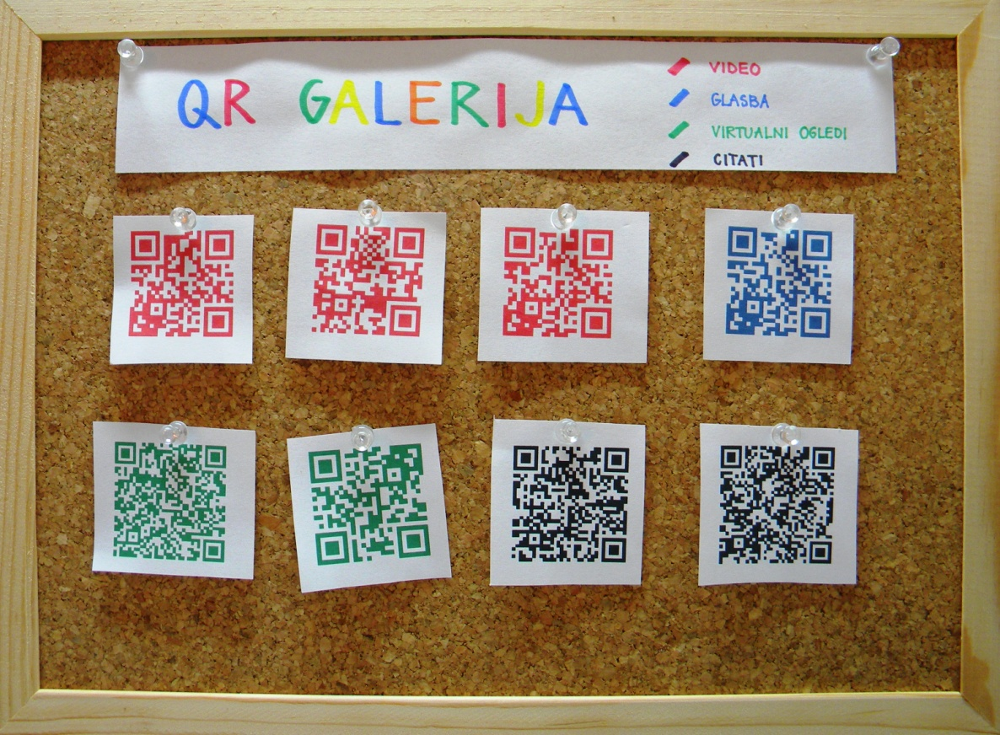 QR GALERIJA
VIDEO
GLASBA
VIRTUALNI OGLEDI
CITATI